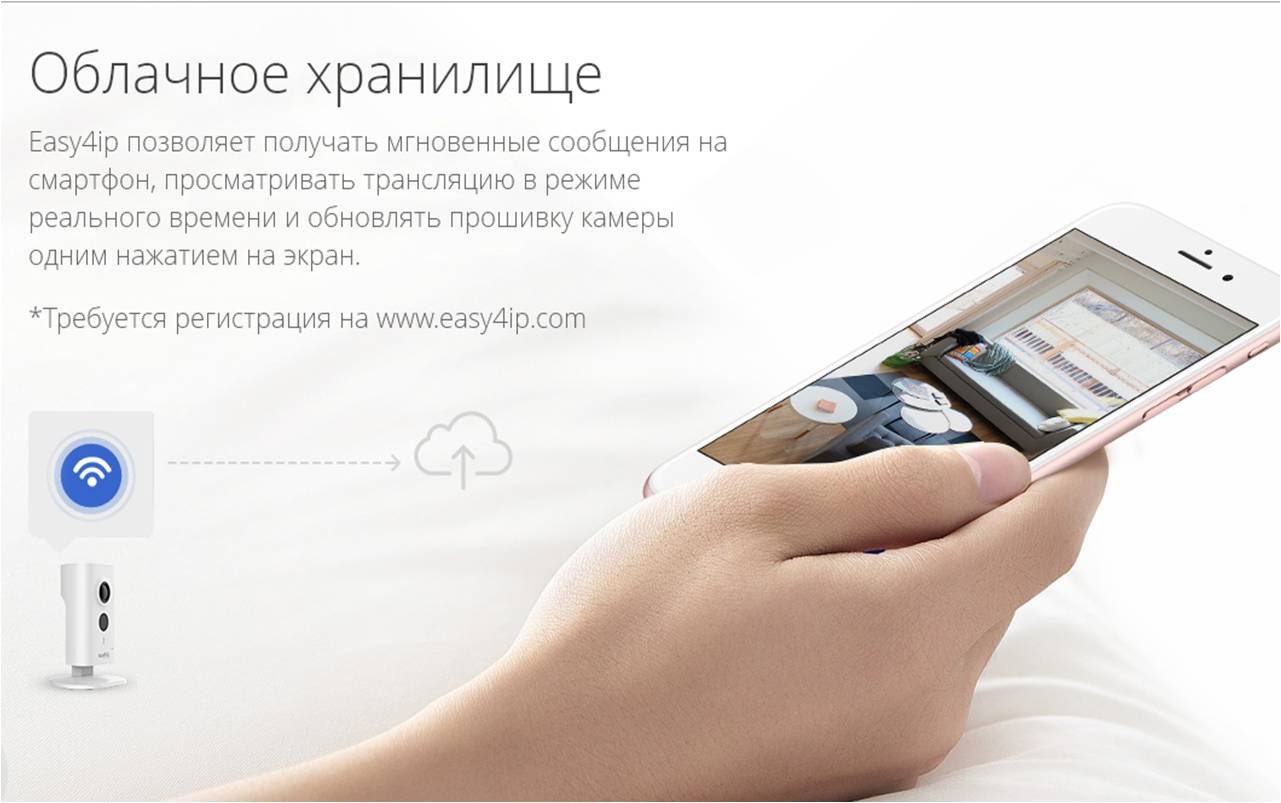 Облачное хранилище
Easy4ip позволяет получать мгновенные сообщения на
смартфон, просматривать трансляцию в режиме
реального времени и обновлять прошивку камеры
одним нажатием на экран.
*Требуется регистрация на www.easy4ip.com